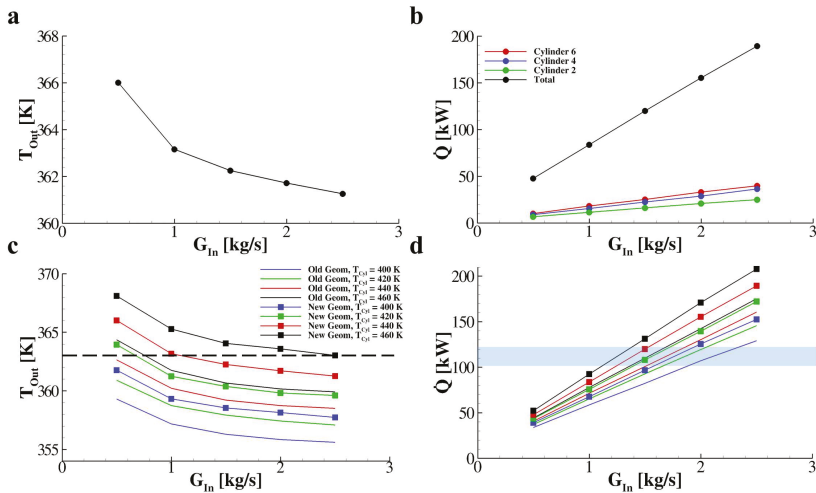 a
368
366
364
362
360
T_Out [K]
0
1
2
3
G_In [kg/s]
b
200
150
100
50
0
Q̇ [kW]
Cylinder 6
Cylinder 4
Cylinder 2
Total
0
1
2
3
G_In [kg/s]
c
370
365
360
355
T_Out [K]
Old Geom, T_Cyl = 400 K
Old Geom, T_Cyl = 420 K
Old Geom, T_Cyl = 440 K
Old Geom, T_Cyl = 460 K
New Geom, T_Cyl = 400 K
New Geom, T_Cyl = 420 K
New Geom, T_Cyl = 440 K
New Geom, T_Cyl = 460 K
0
1
2
3
G_In [kg/s]
d
200
150
100
50
0
Q̇ [kW]
0
1
2
3
G_In [kg/s]